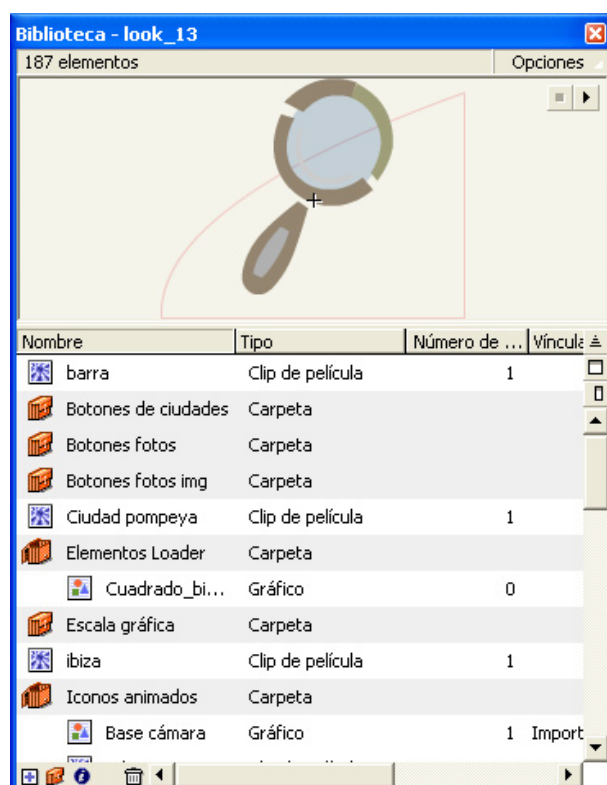 Biblioteca - look_13
187 elementos Opciones
Nombre Tipo Número de ... Víncula
barra Clip de película 1
Botones de ciudades Carpeta
Botones fotos Carpeta
Botones fotos img Carpeta
Ciudad pompeya Clip de película 1
Elementos Loader Carpeta
Cuadrado_bi... Gráfico 0
Escala gráfica Carpeta
ibiza Clip de película 1
Iconos animados Carpeta
Base cámara Gráfico 1 Import